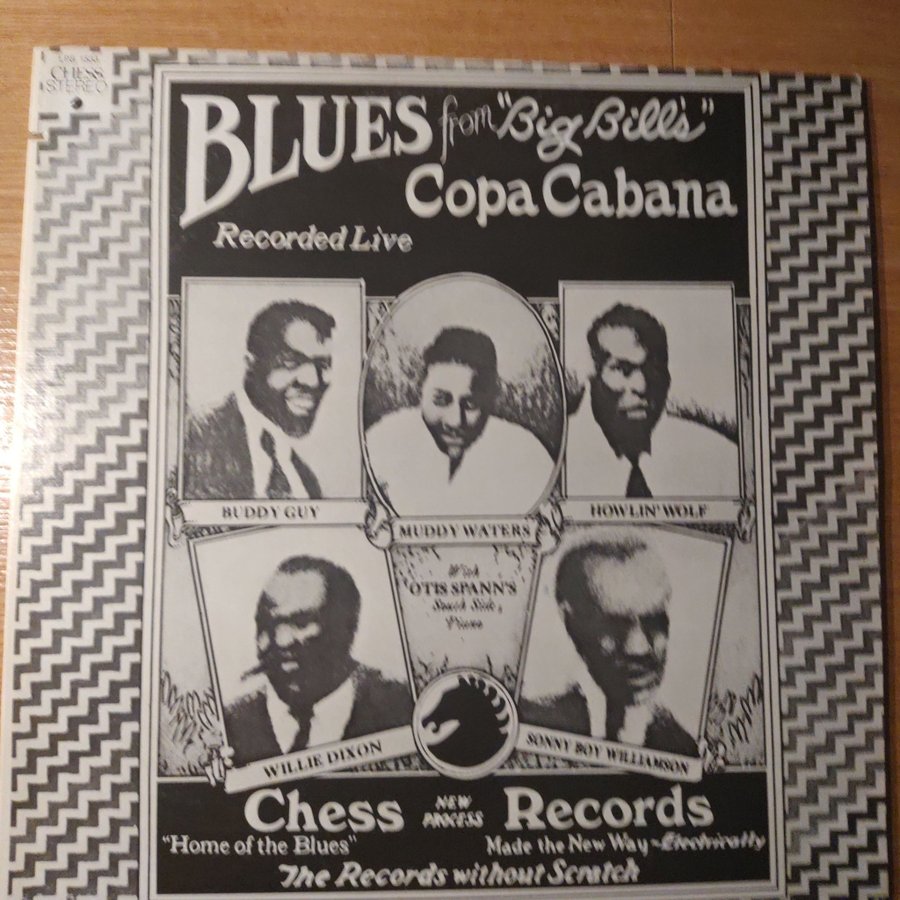 CHESS
STEREO
BLUES from "Big Bill's"
Copa Cabana
Recorded Live
BUDDY GUY
MUDDY WATERS
HOWLIN' WOLF
With
OTIS SPANN'S
South Side
Piano
WILLIE DIXON
SONNY BOY WILLIAMSON
Chess NEW PROCESS Records
"Home of the Blues"
Made the New Way - Electrically
The Records without Scratch